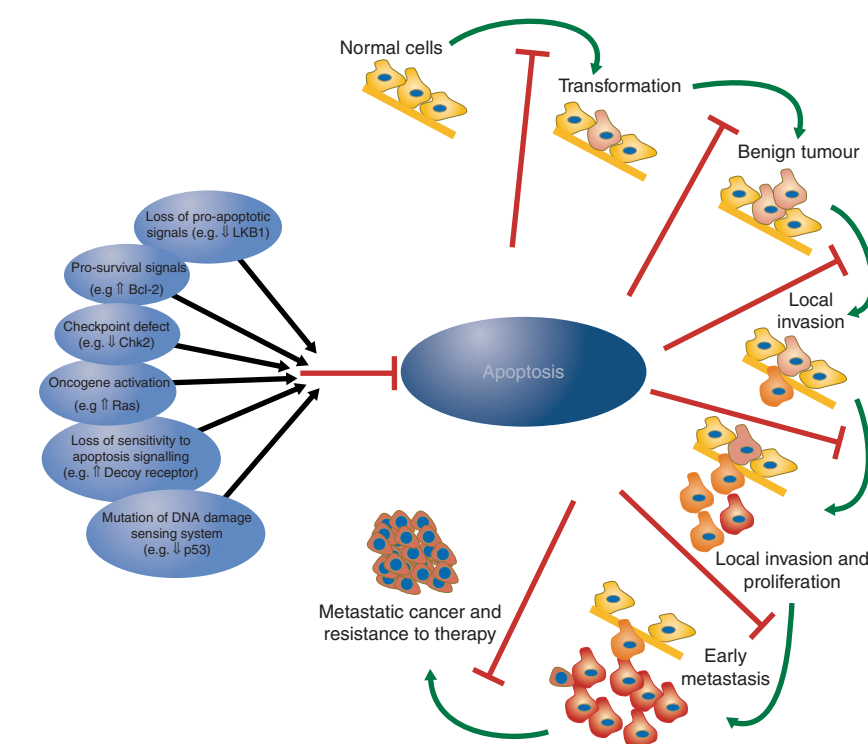 Normal cells
Transformation
Benign tumour
Local
invasion
Local invasion and
proliferation
Early
metastasis
Metastatic cancer and
resistance to therapy
Apoptosis
Loss of pro-apoptotic
signals (e.g. ⇓ LKB1)
Pro-survival signals
(e.g ⇑ Bcl-2)
Checkpoint defect
(e.g. ⇓ Chk2)
Oncogene activation
(e.g ⇑ Ras)
Loss of sensitivity to
apoptosis signalling
(e.g. ⇑ Decoy receptor)
Mutation of DNA damage
sensing system
(e.g. ⇓ p53)